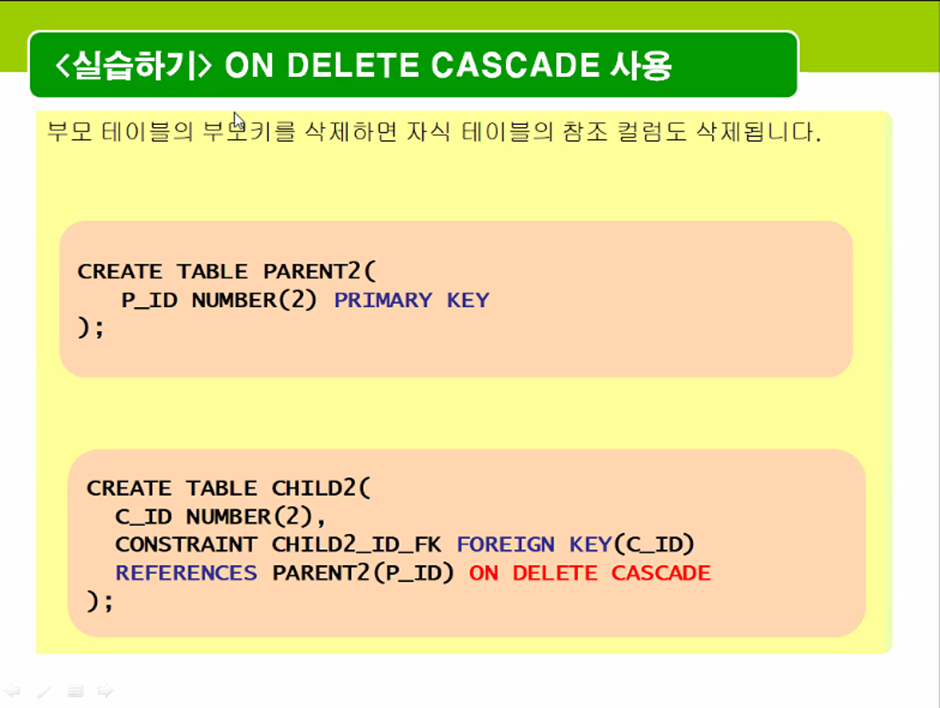 <실습하기> ON DELETE CASCADE 사용
부모 테이블의 부모키를 삭제하면 자식 테이블의 참조 컬럼도 삭제됩니다.
CREATE TABLE PARENT2(
P_ID NUMBER(2) PRIMARY KEY
);
CREATE TABLE CHILD2(
C_ID NUMBER(2),
CONSTRAINT CHILD2_ID_FK FOREIGN KEY(C_ID)
REFERENCES PARENT2(P_ID) ON DELETE CASCADE
);